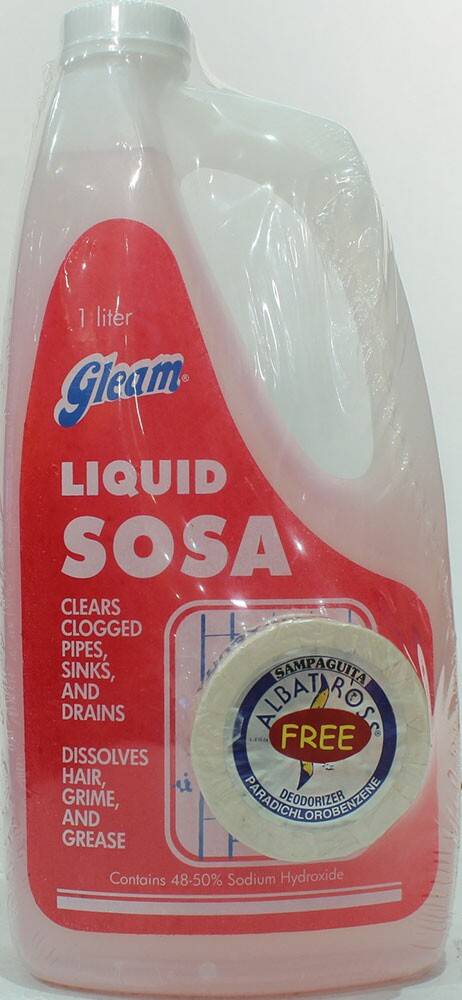 1 liter
Gleam®
LIQUID
SOSA
CLEARS
CLOGGED
PIPES,
SINKS,
AND
DRAINS
DISSOLVES
HAIR,
GRIME,
AND
GREASE
SAMPAGUITA
ALBATROSS®
FREE
DEODORIZER
PARADICHLOROBENZENE
Contains 48-50% Sodium Hydroxide